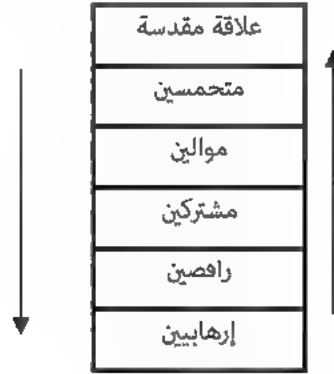 علاقة مقدسة
متحمسين
موالين
مشتركين
رافضين
إرهابيين